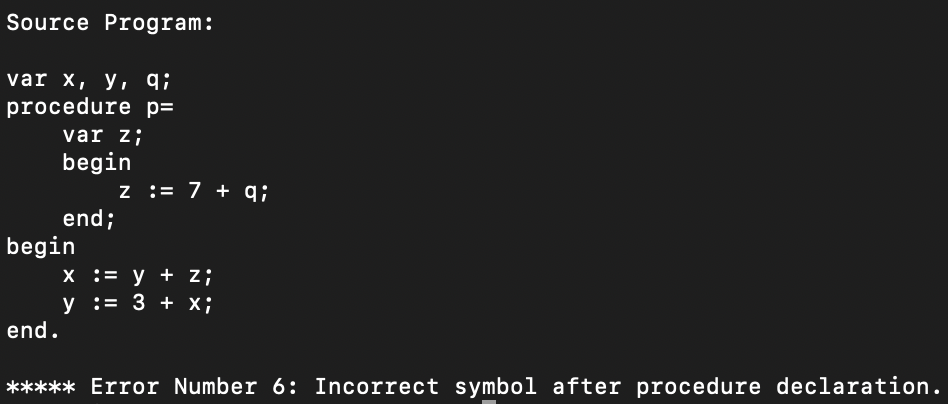 Source Program:
var x, y, q;
procedure p=
var z;
begin
z := 7 + q;
end;
begin
x := y + z;
y := 3 + x;
end.
***** Error Number 6: Incorrect symbol after procedure declaration.